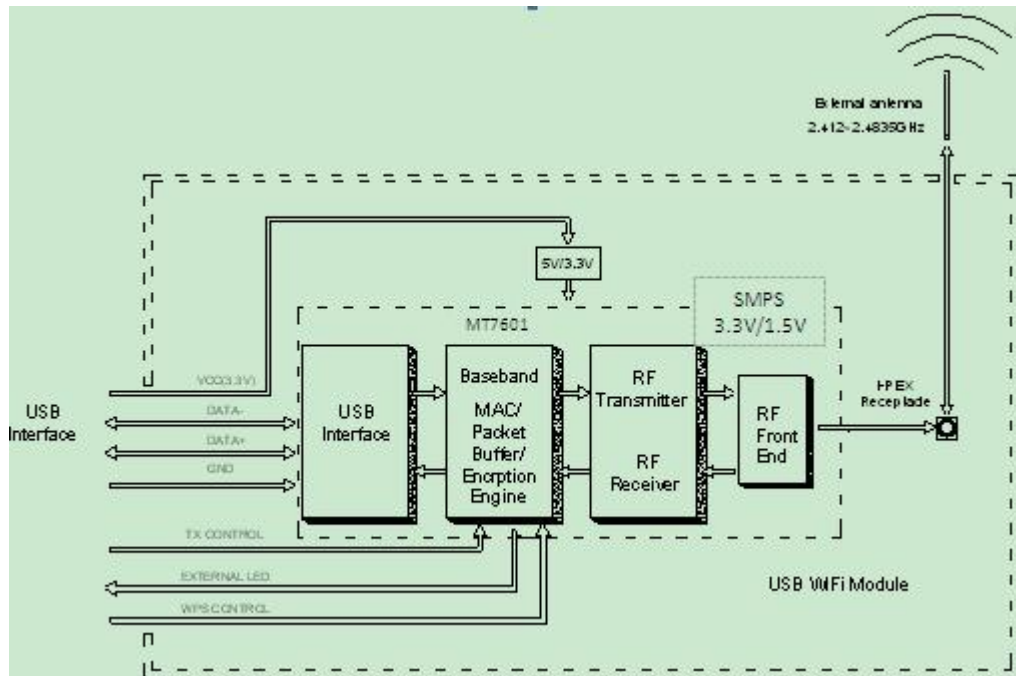 External antenna
2.412~2.4835GHz
5V/3.3V
SMPS
3.3V/1.5V
MT7601
VCC(3.3V)
DATA-
DATA+
GND
USB
Interface
USB
Interface
Baseband
MAC/
Packet
Buffer/
Encrption
Engine
RF
Transmitter
RF
Receiver
RF
Front
End
I-PEX
Receplade
TX CONTROL
EXTERNAL LED
WPS CONTROL
USB WiFi Module